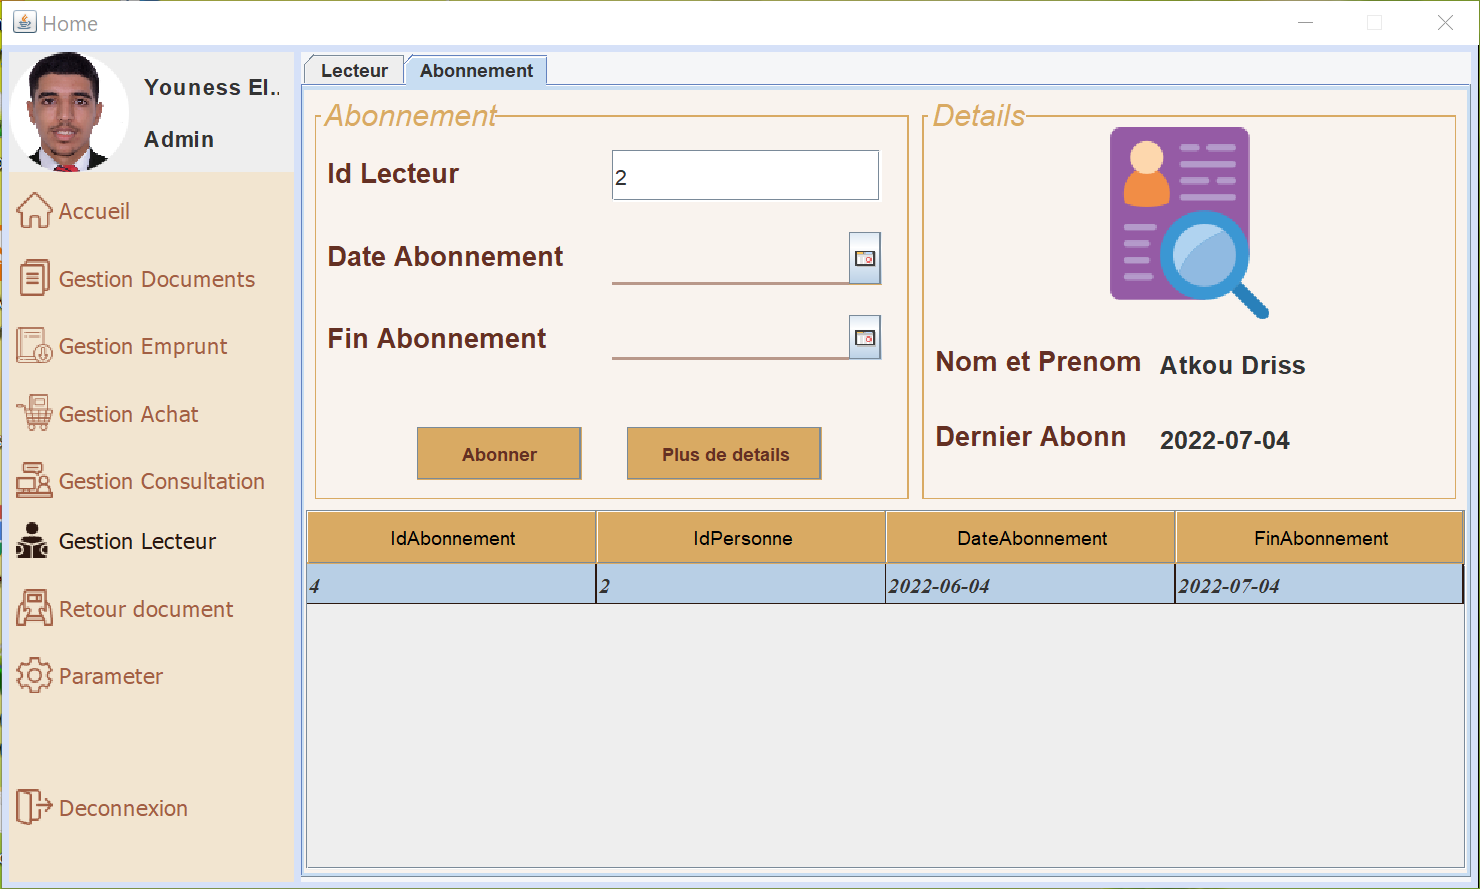 Home
Youness El..
Admin
Accueil
Gestion Documents
Gestion Emprunt
Gestion Achat
Gestion Consultation
Gestion Lecteur
Retour document
Parameter
Deconnexion
Lecteur Abonnement
Abonnement
Id Lecteur 2
Date Abonnement
Fin Abonnement
Abonner Plus de details
Details
Nom et Prenom Atkou Driss
Dernier Abonn 2022-07-04
IdAbonnement IdPersonne DateAbonnement FinAbonnement
4 2 2022-06-04 2022-07-04